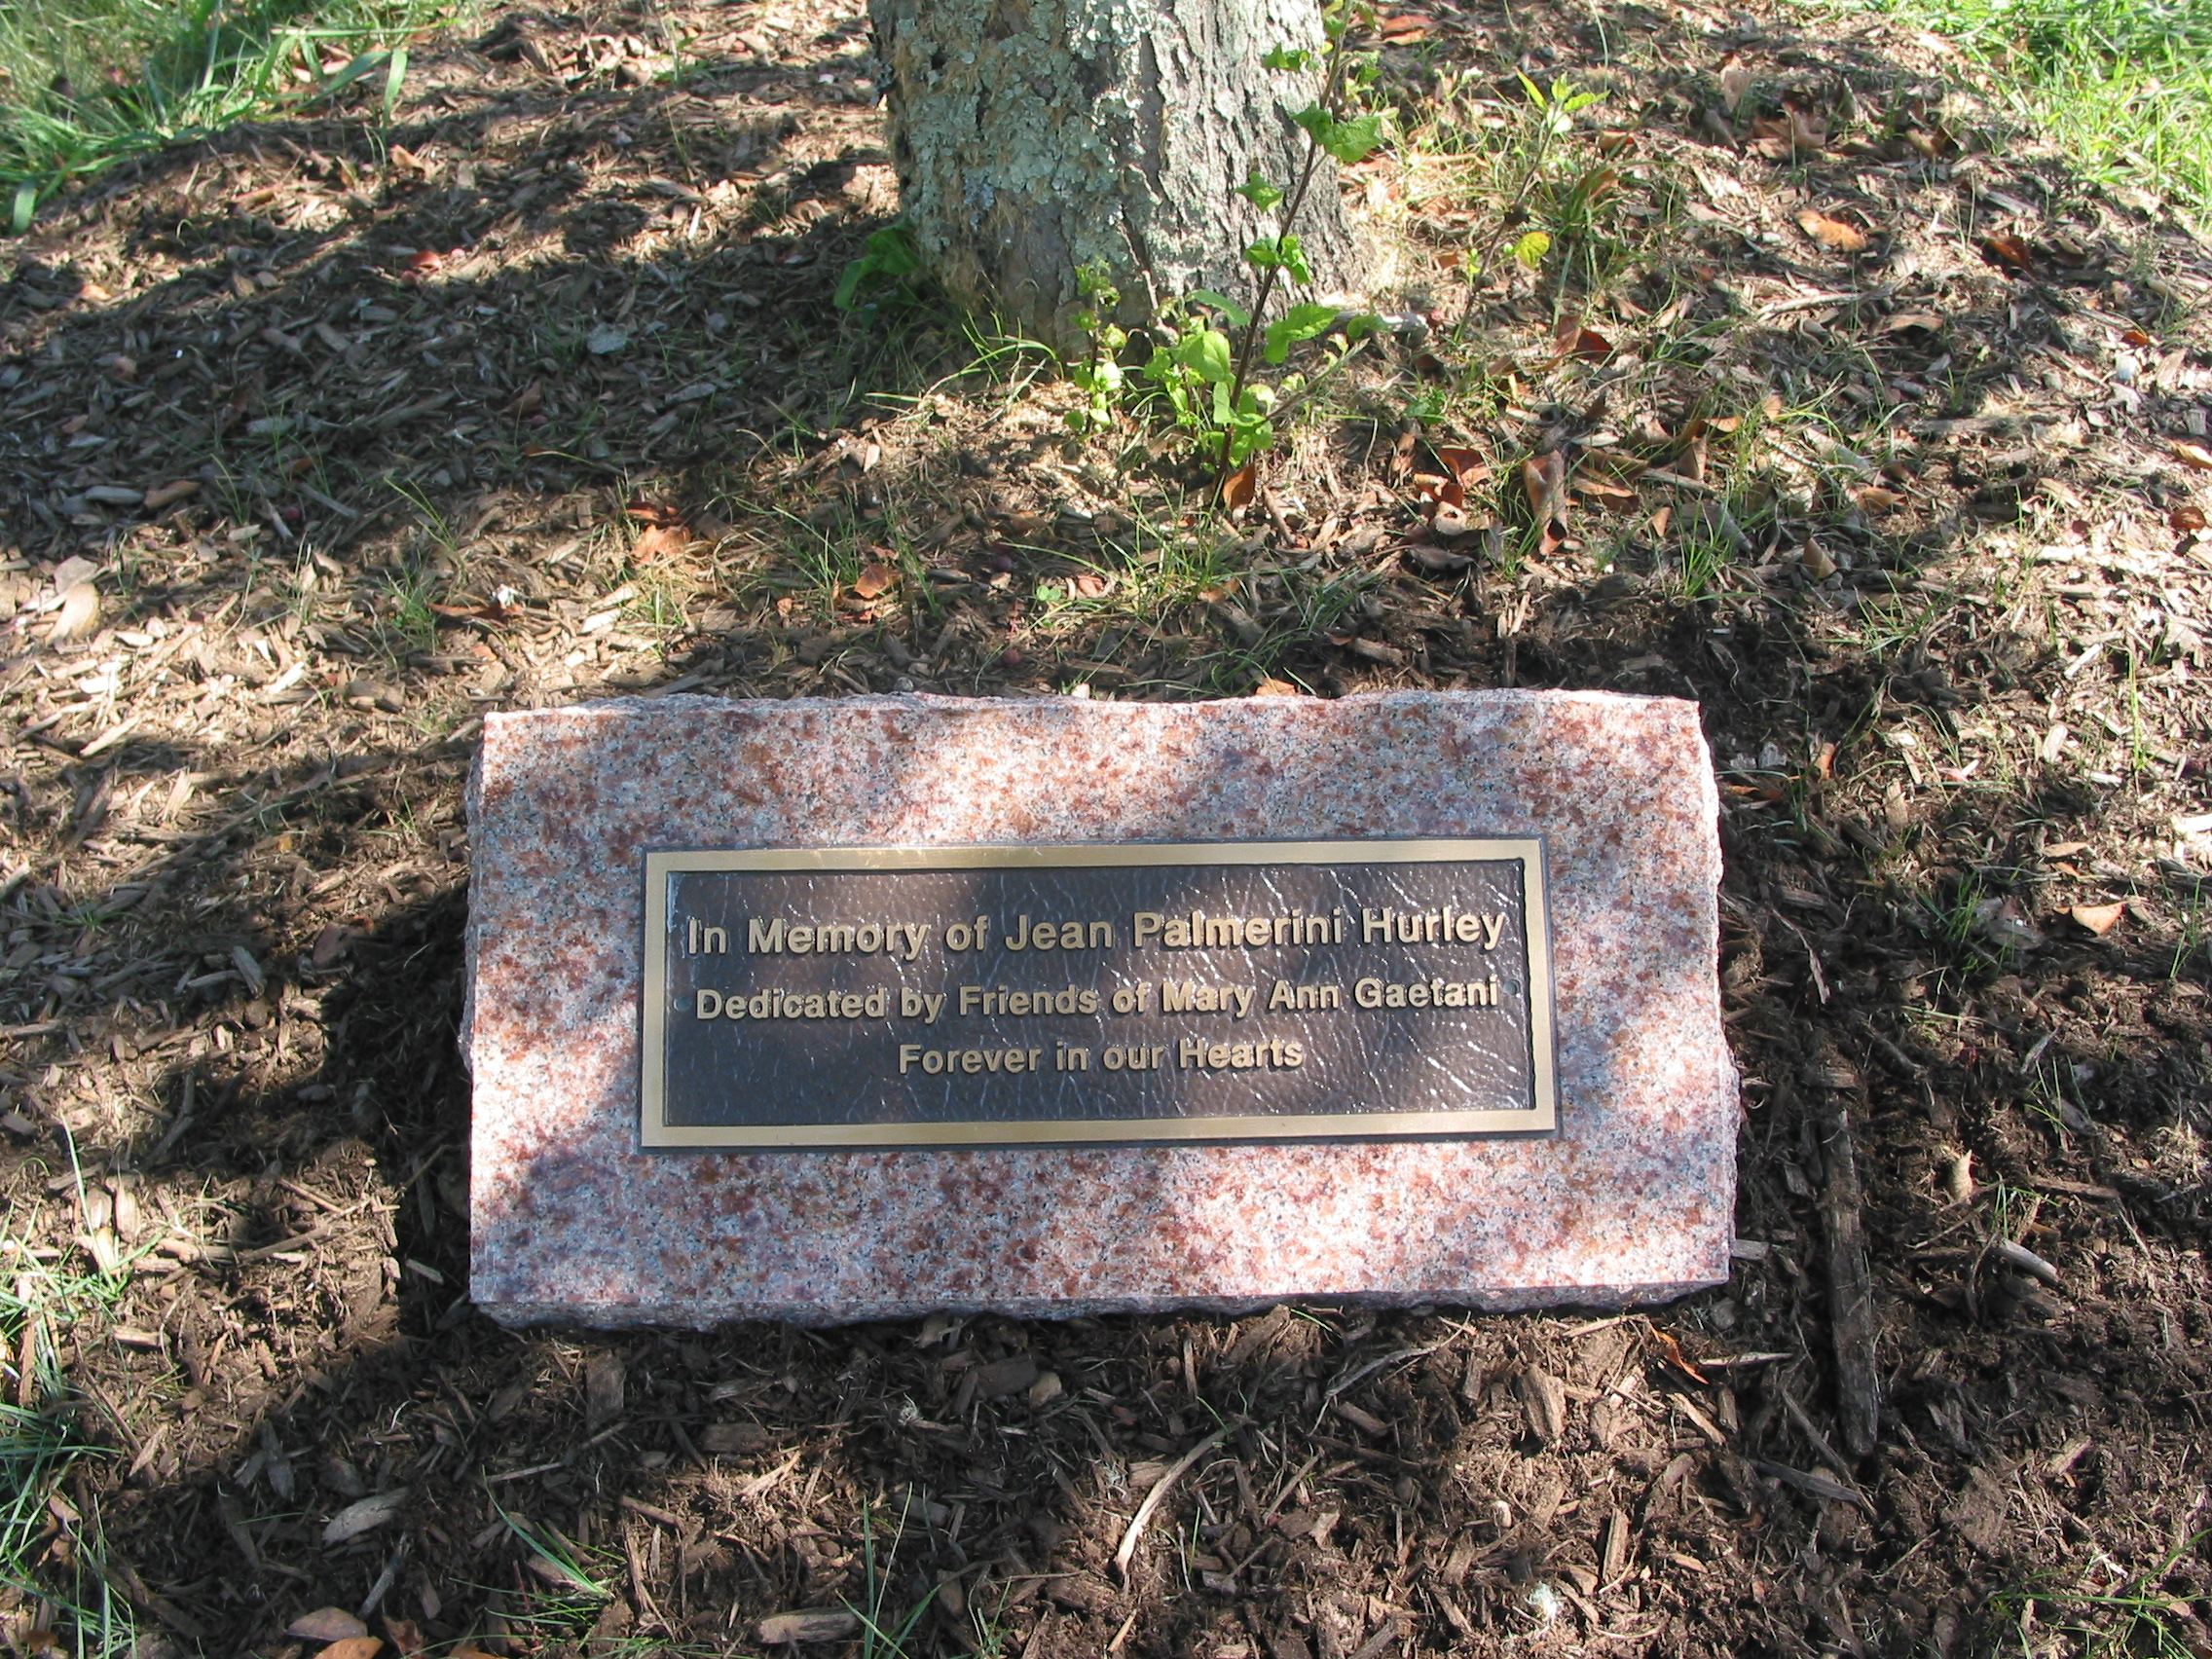 In Memory of Jean Palmerini Hurley
Dedicated by Friends of Mary Ann Gaetani
Forever in our Hearts